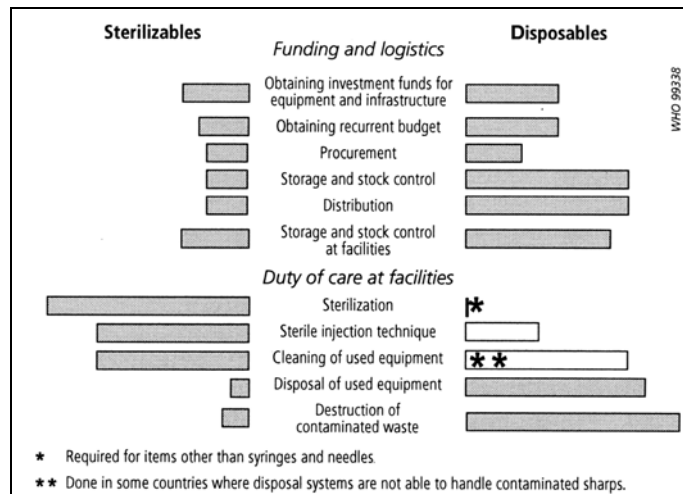 Sterilizables
Disposables
Funding and logistics
Obtaining investment funds for
equipment and infrastructure
Obtaining recurrent budget
Procurement
Storage and stock control
Distribution
Storage and stock control
at facilities
Duty of care at facilities
Sterilization
*
Sterile injection technique
Cleaning of used equipment
* *
Disposal of used equipment
Destruction of
contaminated waste
* Required for items other than syringes and needles.
* * Done in some countries where disposal systems are not able to handle contaminated sharps.
WHO 99338